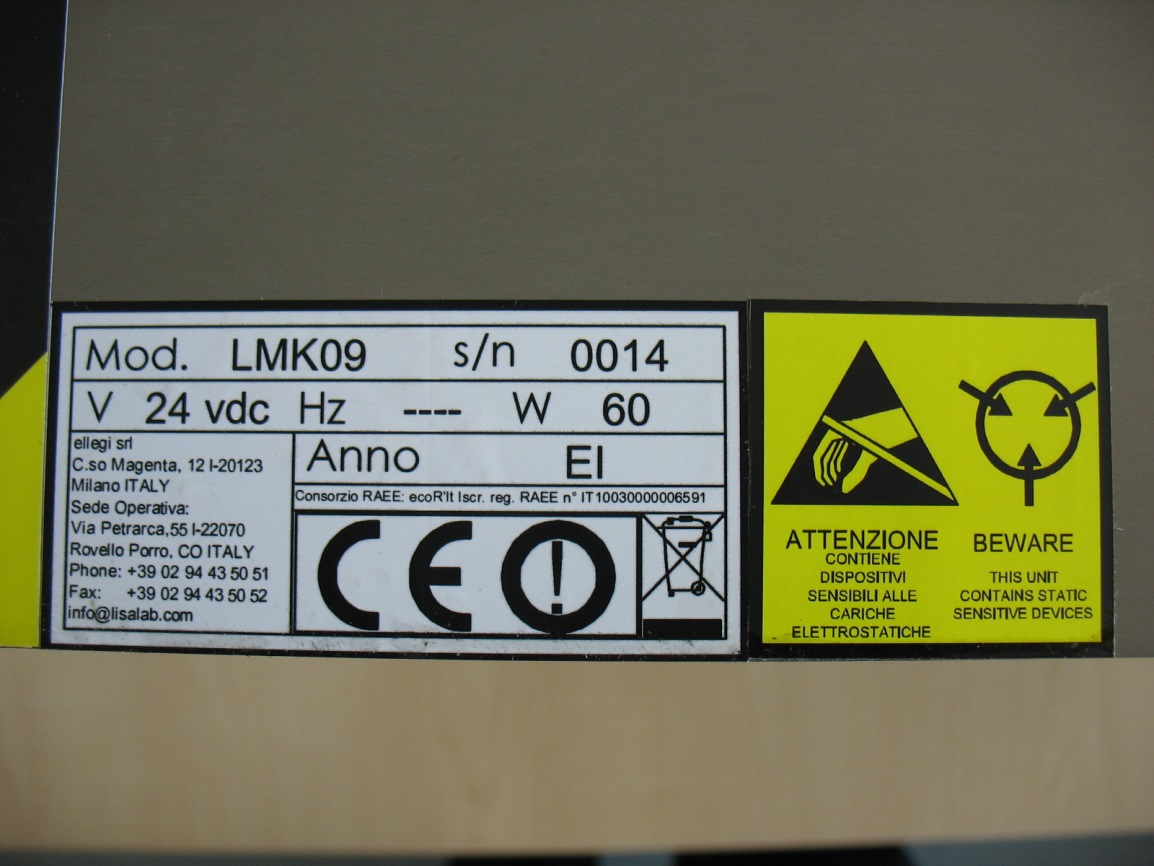 Mod. LMK09 s/n 0014
V 24 vdc Hz ---- W 60
ellegi srl
C.so Magenta, 12 I-20123
Milano ITALY
Sede Operativa:
Via Petrarca,55 I-22070
Rovello Porro, CO ITALY
Phone: +39 02 94 43 50 51
Fax: +39 02 94 43 50 52
info@lisalab.com
Anno EI
Consorzio RAEE: ecoR'It Iscr. reg. RAEE n° IT10030000006591
CE
ATTENZIONE
CONTIENE
DISPOSITIVI
SENSIBILI ALLE
CARICHE
ELETTROSTATICHE
BEWARE
THIS UNIT
CONTAINS STATIC
SENSITIVE DEVICES